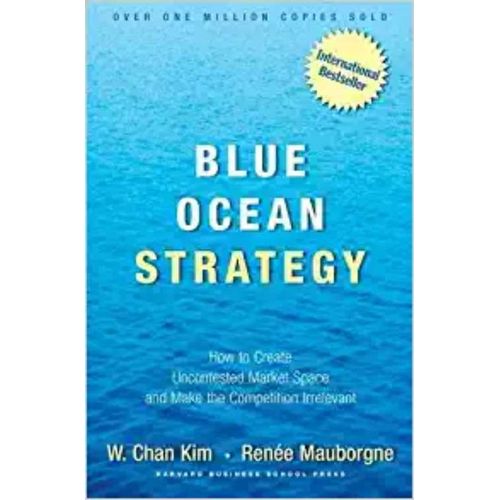 OVER ONE MILLION COPIES SOLD
International
Bestseller
BLUE
OCEAN
STRATEGY
How to Create
Uncontested Market Space
and Make the Competition Irrelevant
W. Chan Kim • Renée Mauborgne
HARVARD BUSINESS SCHOOL PRESS